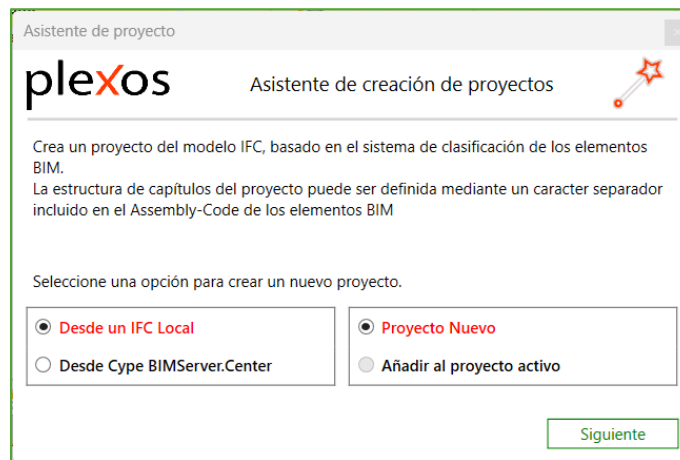 Asistente de proyecto
plexos
Asistente de creación de proyectos
Crea un proyecto del modelo IFC, basado en el sistema de clasificación de los elementos
BIM.
La estructura de capítulos del proyecto puede ser definida mediante un caracter separador
incluido en el Assembly-Code de los elementos BIM
Seleccione una opción para crear un nuevo proyecto.
Desde un IFC Local
Desde Cype BIMServer.Center
Proyecto Nuevo
Añadir al proyecto activo
Siguiente